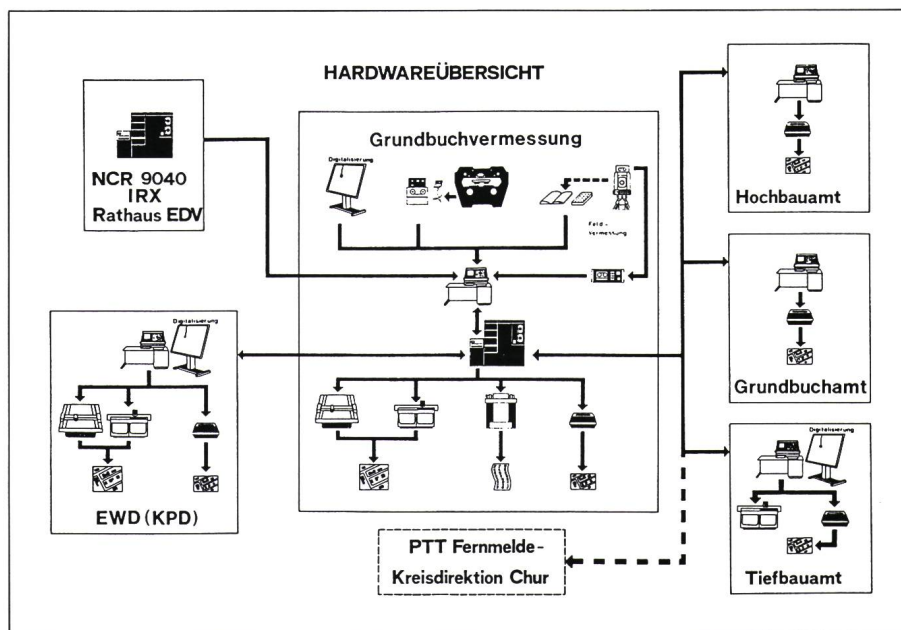 HARDWAREÜBERSICHT
NCR 9040
IRX
Rathaus EDV
Grundbuchvermessung
Digitalisierung
Feld-
vermessung
Hochbauamt
Grundbuchamt
Digitalisierung
EWD (KPD)
Digitalisierung
Tiefbauamt
PTT Fernmelde-
Kreisdirektion Chur